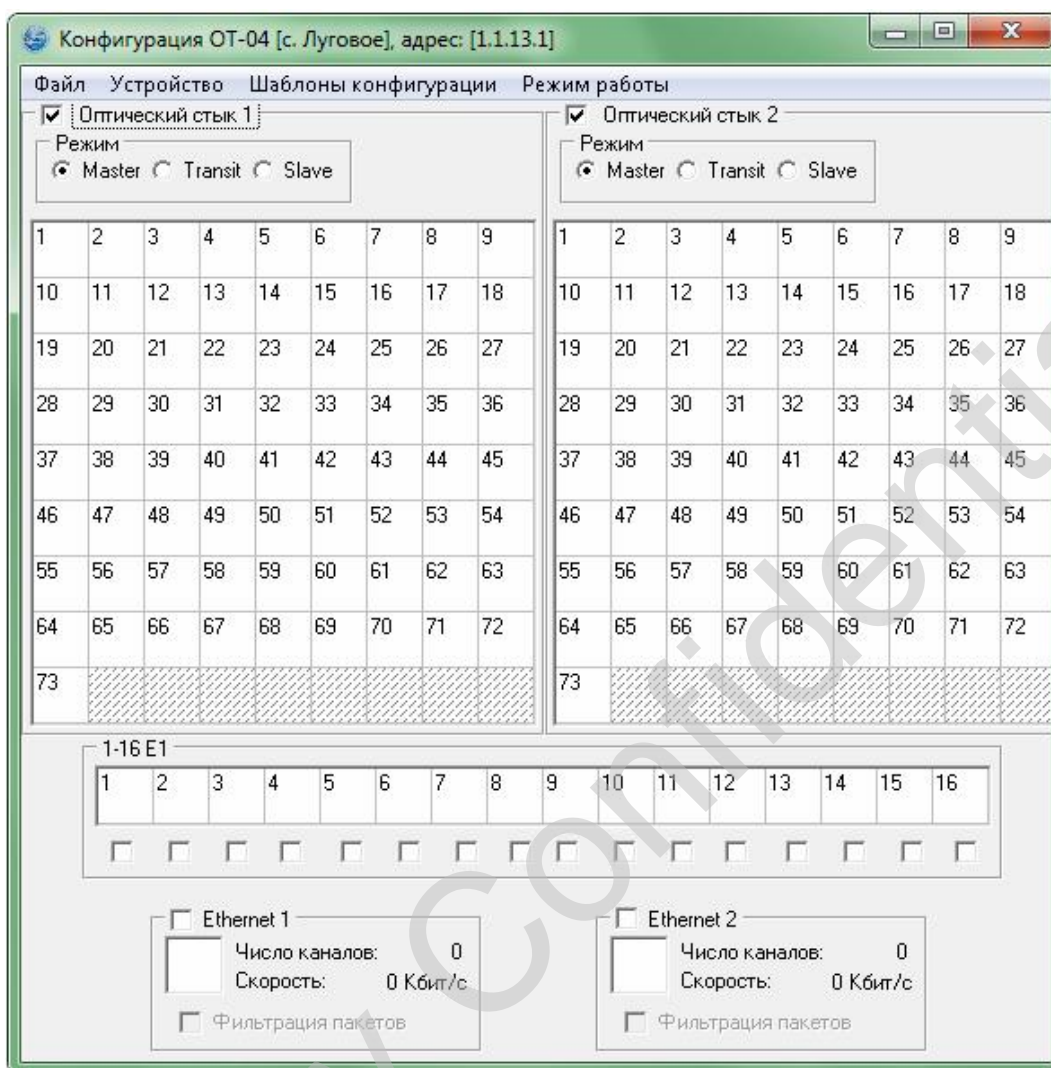 Конфигурация ОТ-04 [с. Луговое], адрес: [1.1.13.1]
Файл Устройство Шаблоны конфигурации Режим работы
Оптический стык 1
Режим
Master Transit Slave
1 2 3 4 5 6 7 8 9
10 11 12 13 14 15 16 17 18
19 20 21 22 23 24 25 26 27
28 29 30 31 32 33 34 35 36
37 38 39 40 41 42 43 44 45
46 47 48 49 50 51 52 53 54
55 56 57 58 59 60 61 62 63
64 65 66 67 68 69 70 71 72
73
Оптический стык 2
Режим
Master Transit Slave
1 2 3 4 5 6 7 8 9
10 11 12 13 14 15 16 17 18
19 20 21 22 23 24 25 26 27
28 29 30 31 32 33 34 35 36
37 38 39 40 41 42 43 44 45
46 47 48 49 50 51 52 53 54
55 56 57 58 59 60 61 62 63
64 65 66 67 68 69 70 71 72
73
1-16 E1
1 2 3 4 5 6 7 8 9 10 11 12 13 14 15 16
Ethernet 1
Число каналов: 0
Скорость: 0 Кбит/с
Фильтрация пакетов
Ethernet 2
Число каналов: 0
Скорость: 0 Кбит/с
Фильтрация пакетов